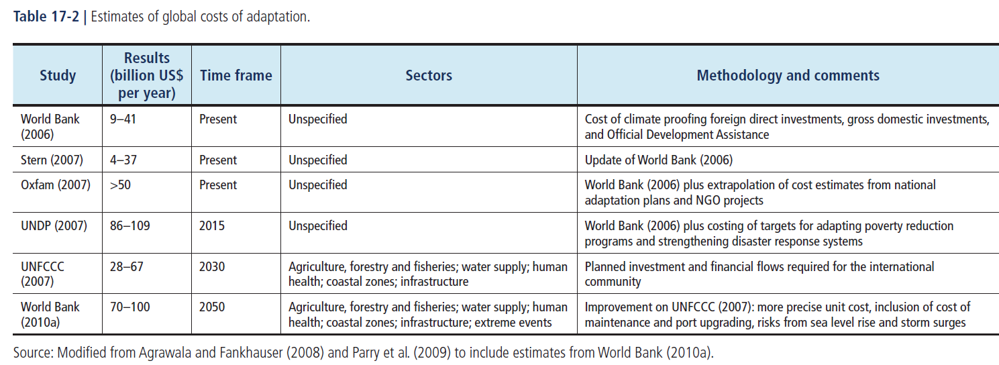 Table 17-2 | Estimates of global costs of adaptation.
Study
Results
(billion US$
per year)
Time frame
Sectors
Methodology and comments
World Bank
(2006)
9–41
Present
Unspecified
Cost of climate proofing foreign direct investments, gross domestic investments,
and Official Development Assistance
Stern (2007)
4–37
Present
Unspecified
Update of World Bank (2006)
Oxfam (2007)
>50
Present
Unspecified
World Bank (2006) plus extrapolation of cost estimates from national
adaptation plans and NGO projects
UNDP (2007)
86–109
2015
Unspecified
World Bank (2006) plus costing of targets for adapting poverty reduction
programs and strengthening disaster response systems
UNFCCC
(2007)
28–67
2030
Agriculture, forestry and fisheries; water supply; human
health; coastal zones; infrastructure
Planned investment and financial flows required for the international
community
World Bank
(2010a)
70–100
2050
Agriculture, forestry and fisheries; water supply; human
health; coastal zones; infrastructure; extreme events
Improvement on UNFCCC (2007): more precise unit cost, inclusion of cost of
maintenance and port upgrading, risks from sea level rise and storm surges
Source: Modified from Agrawala and Fankhauser (2008) and Parry et al. (2009) to include estimates from World Bank (2010a).